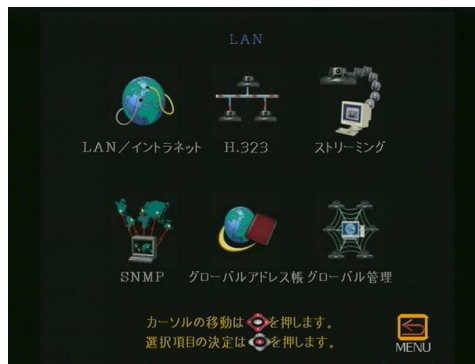 LAN
LAN／イントラネット H.323 ストリーミング
SNMP グローバルアドレス帳 グローバル管理
カーソルの移動はを押します。
選択項目の決定はを押します。
MENU